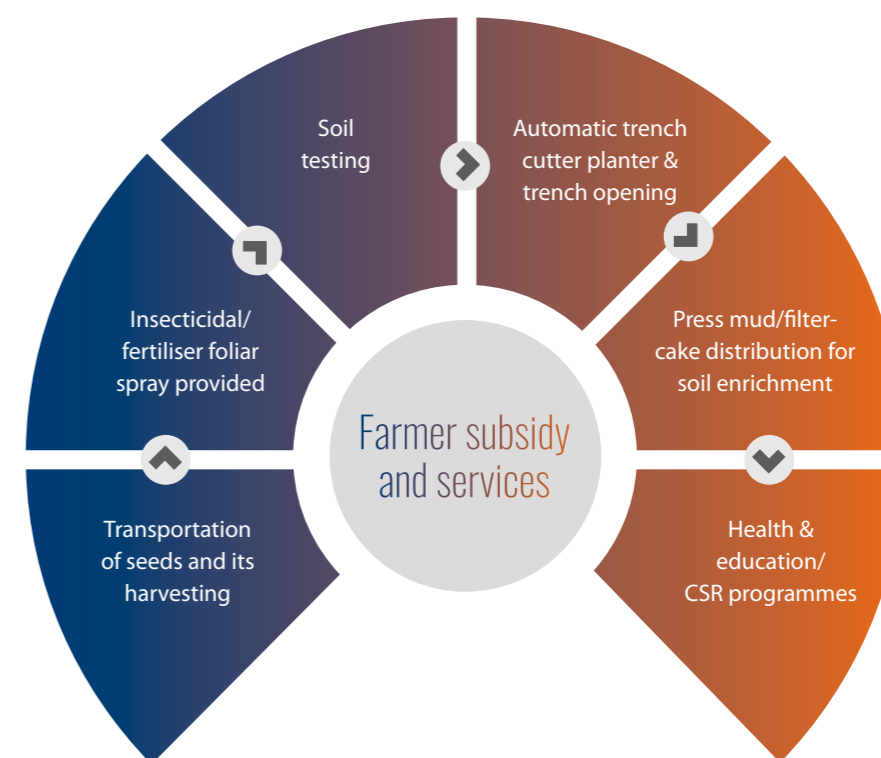 Soil
testing
Automatic trench
cutter planter &
trench opening
Insecticidal/
fertiliser foliar
spray provided
Press mud/filter-
cake distribution for
soil enrichment
Farmer subsidy
and services
Transportation
of seeds and its
harvesting
Health &
education/
CSR programmes